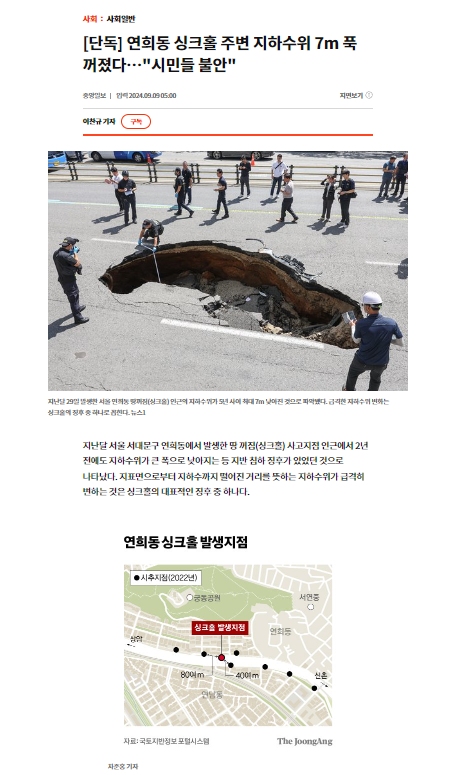 사회 : 사회일반
[단독] 연희동 싱크홀 주변 지하수위 7m 푹
꺼졌다…"시민들 불안"
중앙일보 | 입력 2024.09.09 05:00
지면보기
이찬규 기자 구독
지난달 29일 발생한 서울 연희동 땅꺼짐(싱크홀) 인근의 지하수위가 5년 사이 최대 7m 낮아진 것으로 파악됐다. 급격한 지하수위 변화는
싱크홀의 징후 중 하나로 꼽힌다. 뉴스1
지난달 서울 서대문구 연희동에서 발생한 땅 꺼짐(싱크홀) 사고지점 인근에서 2년
전에도 지하수위가 큰 폭으로 낮아지는 등 지반 침하 징후가 있었던 것으로
나타났다. 지표면으로부터 지하수까지 떨어진 거리를 뜻하는 지하수위가 급격히
변하는 것은 싱크홀의 대표적인 징후 중 하나다.
연희동 싱크홀 발생지점
시추지점(2022년)
궁동공원
서연중
싱크홀 발생지점
연희동
성암
80여m
400여m
신촌
연남동
자료: 국토지반정보 포털시스템
The JoongAng
차준홍 기자